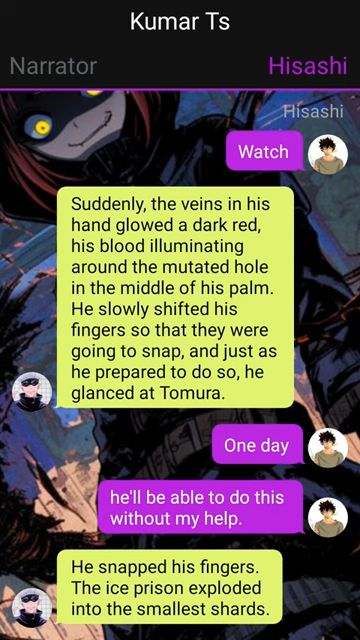 Kumar Ts
Narrator
Hisashi
Hisashi
Watch
Suddenly, the veins in his
hand glowed a dark red,
his blood illuminating
around the mutated hole
in the middle of his palm.
He slowly shifted his
fingers so that they were
going to snap, and just as
he prepared to do so, he
glanced at Tomura.
One day
he'll be able to do this
without my help.
He snapped his fingers.
The ice prison exploded
into the smallest shards.